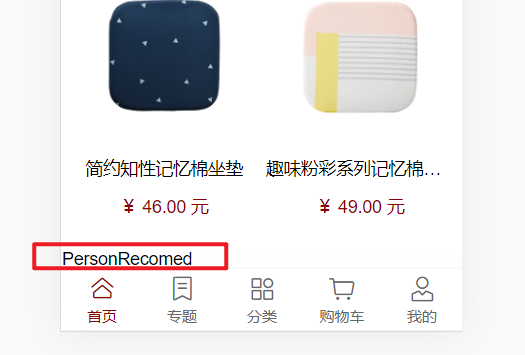 简约知性记忆棉坐垫 趣味粉彩系列记忆棉…
¥ 46.00 元 ¥ 49.00 元
PersonRecomed
首页 专题 分类 购物车 我的